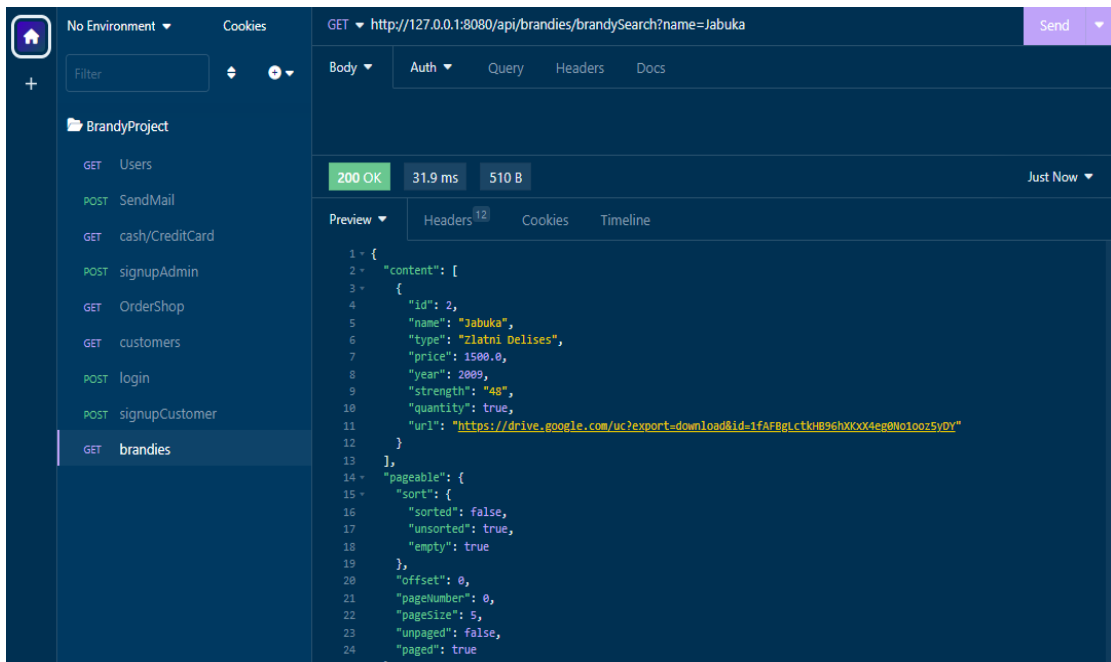 No Environment
Cookies
GET http://127.0.0.1:8080/api/brandies/brandySearch?name=Jabuka
Send
Filter
Body
Auth
Query
Headers
Docs
BrandyProject
GET Users
POST SendMail
GET cash/CreditCard
POST signupAdmin
GET OrderShop
GET customers
POST login
POST signupCustomer
GET brandies
200 OK
31.9 ms
510 B
Just Now
Preview
Headers 12
Cookies
Timeline
1 {
2 "content": [
3 {
4 "id": 2,
5 "name": "Jabuka",
6 "type": "Zlatni Delises",
7 "price": 1500.0,
8 "year": 2009,
9 "strength": "48",
10 "quantity": true,
11 "url": "https://drive.google.com/uc?export=download&id=1fAFBgLctkHB96hXKxX4eg0No1ooz5yDY"
12 }
13 ],
14 "pageable": {
15 "sort": {
16 "sorted": false,
17 "unsorted": true,
18 "empty": true
19 },
20 "offset": 0,
21 "pageNumber": 0,
22 "pageSize": 5,
23 "unpaged": false,
24 "paged": true